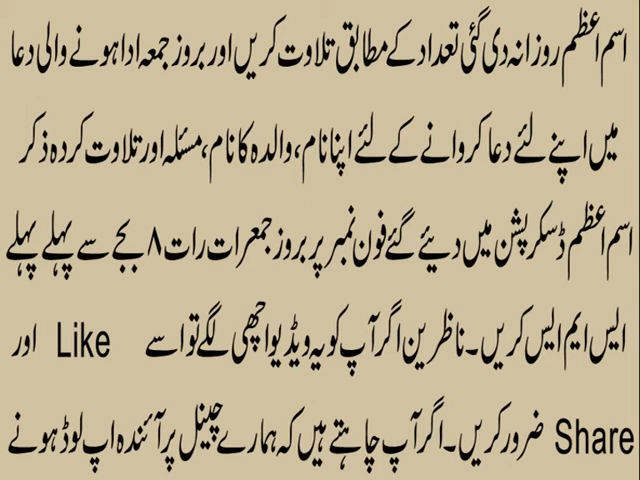 اسم اعظم روزانہ دی گئی تعداد کے مطابق تلاوت کریں اور بروز جمعہ ادا ہونے والی دعا
میں اپنے لئے دعا کروانے کے لئے اپنا نام، والدہ کا نام، مسئلہ اور تلاوت کردہ ذکر
اسم اعظم ڈسکرپشن میں دیئے گئے فون نمبر پر بروز جمعرات رات ۸ بجے سے پہلے پہلے
ایس ایم ایس کریں۔ ناظرین اگر آپ کو یہ ویڈیو اچھی لگے تو اسے Like اور
Share ضرور کریں۔ اگر آپ چاہتے ہیں کہ ہمارے چینل پر آئندہ اپ لوڈ ہونے